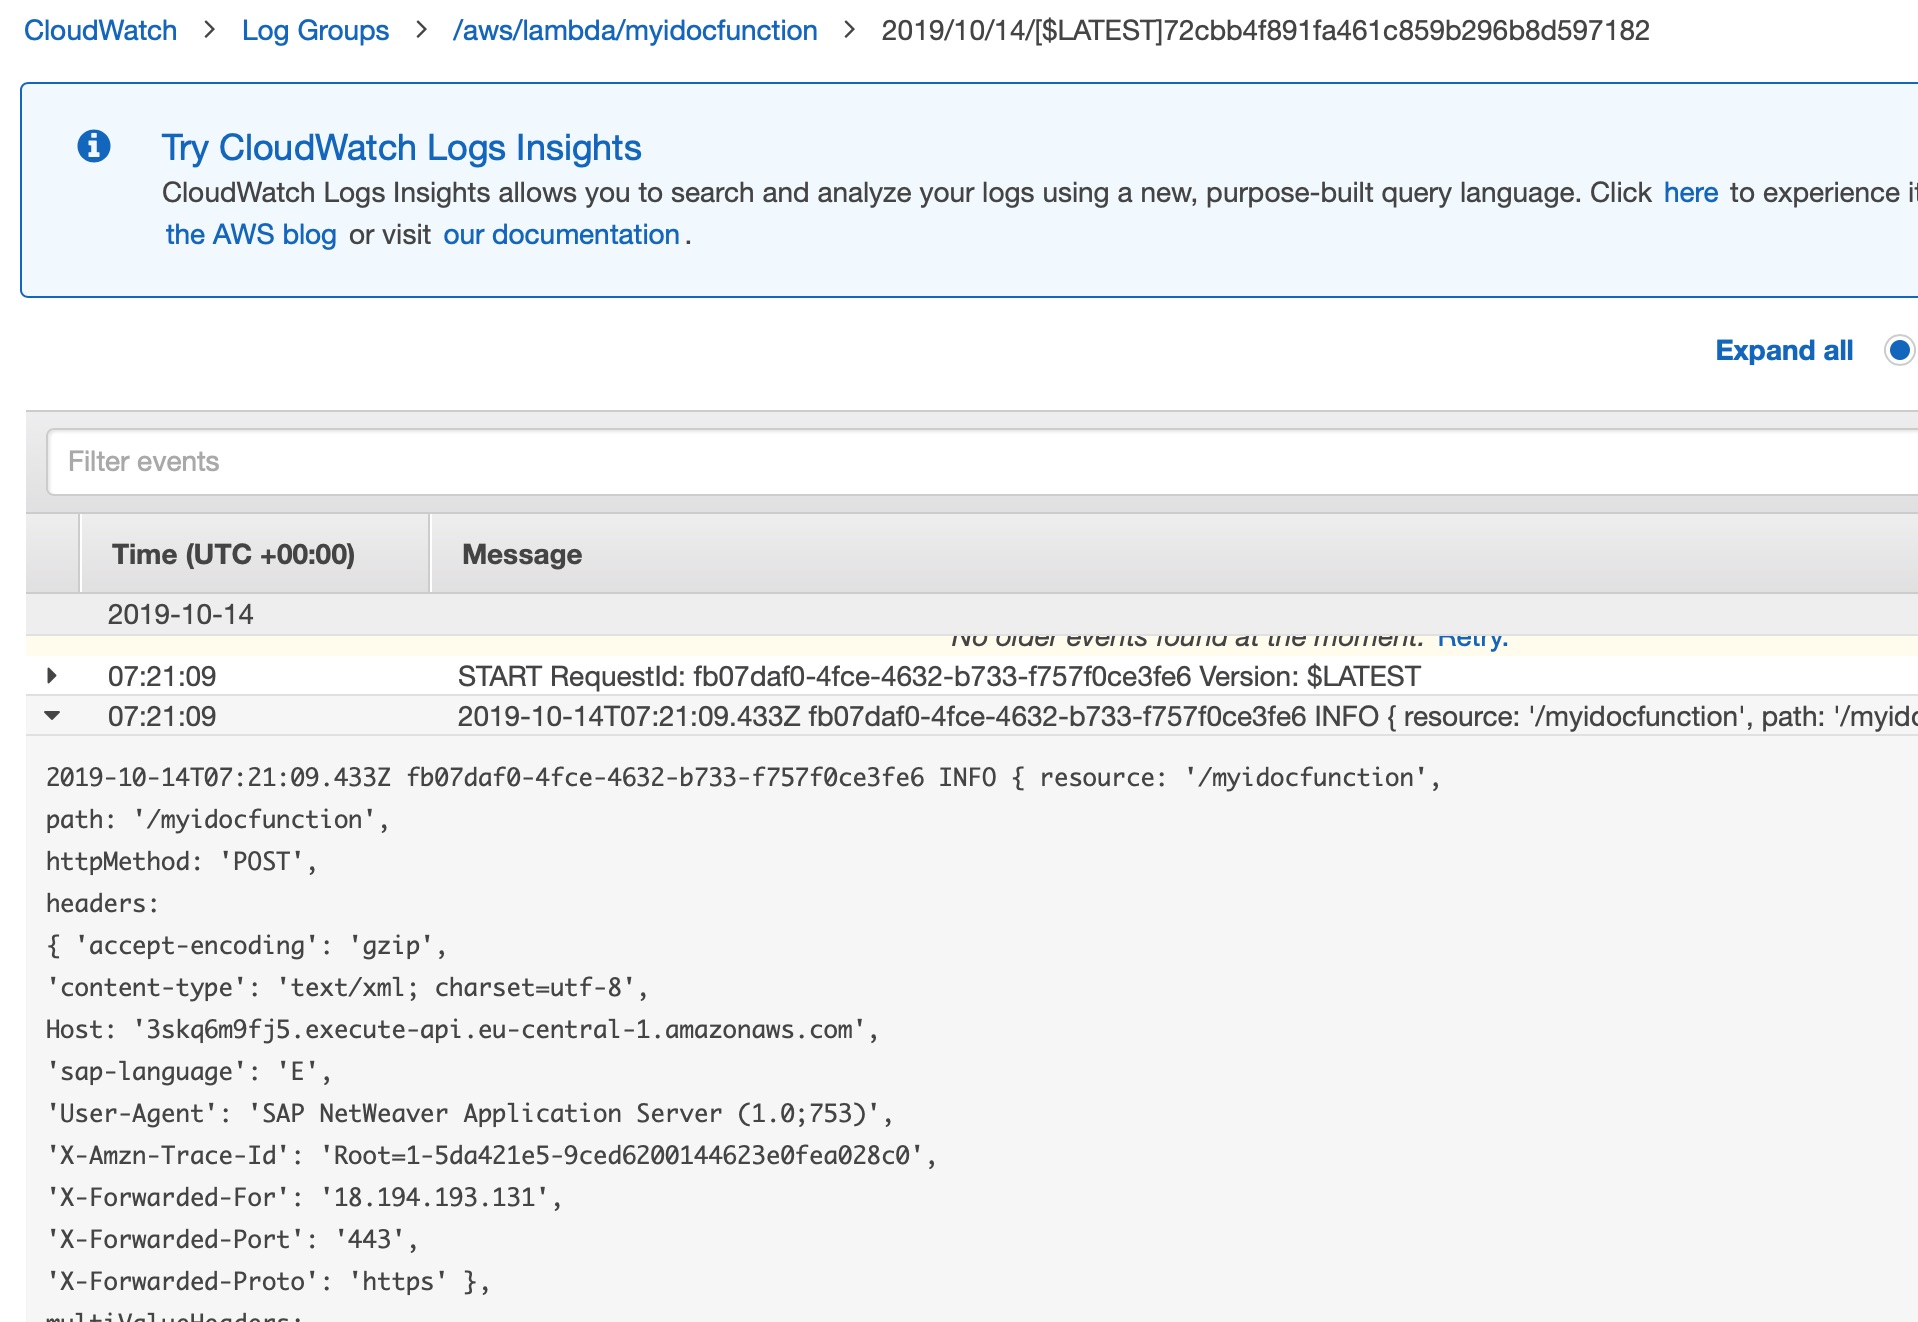 CloudWatch > Log Groups > /aws/lambda/myidocfunction > 2019/10/14/[$LATEST]72cbb4f891fa461c859b296b8d597182
Try CloudWatch Logs Insights
CloudWatch Logs Insights allows you to search and analyze your logs using a new, purpose-built query language. Click here to experience it
the AWS blog or visit our documentation.
Expand all
Filter events
Time (UTC +00:00) Message
2019-10-14
No older events found at the moment. Retry.
07:21:09 START RequestId: fb07daf0-4fce-4632-b733-f757f0ce3fe6 Version: $LATEST
07:21:09 2019-10-14T07:21:09.433Z fb07daf0-4fce-4632-b733-f757f0ce3fe6 INFO { resource: '/myidocfunction', path: '/myido
2019-10-14T07:21:09.433Z fb07daf0-4fce-4632-b733-f757f0ce3fe6 INFO { resource: '/myidocfunction',
path: '/myidocfunction',
httpMethod: 'POST',
headers:
{ 'accept-encoding': 'gzip',
'content-type': 'text/xml; charset=utf-8',
Host: '3skq6m9fj5.execute-api.eu-central-1.amazonaws.com',
'sap-language': 'E',
'User-Agent': 'SAP NetWeaver Application Server (1.0;753)',
'X-Amzn-Trace-Id': 'Root=1-5da421e5-9ced6200144623e0fea028c0',
'X-Forwarded-For': '18.194.193.131',
'X-Forwarded-Port': '443',
'X-Forwarded-Proto': 'https' },
multiValueHeaders: